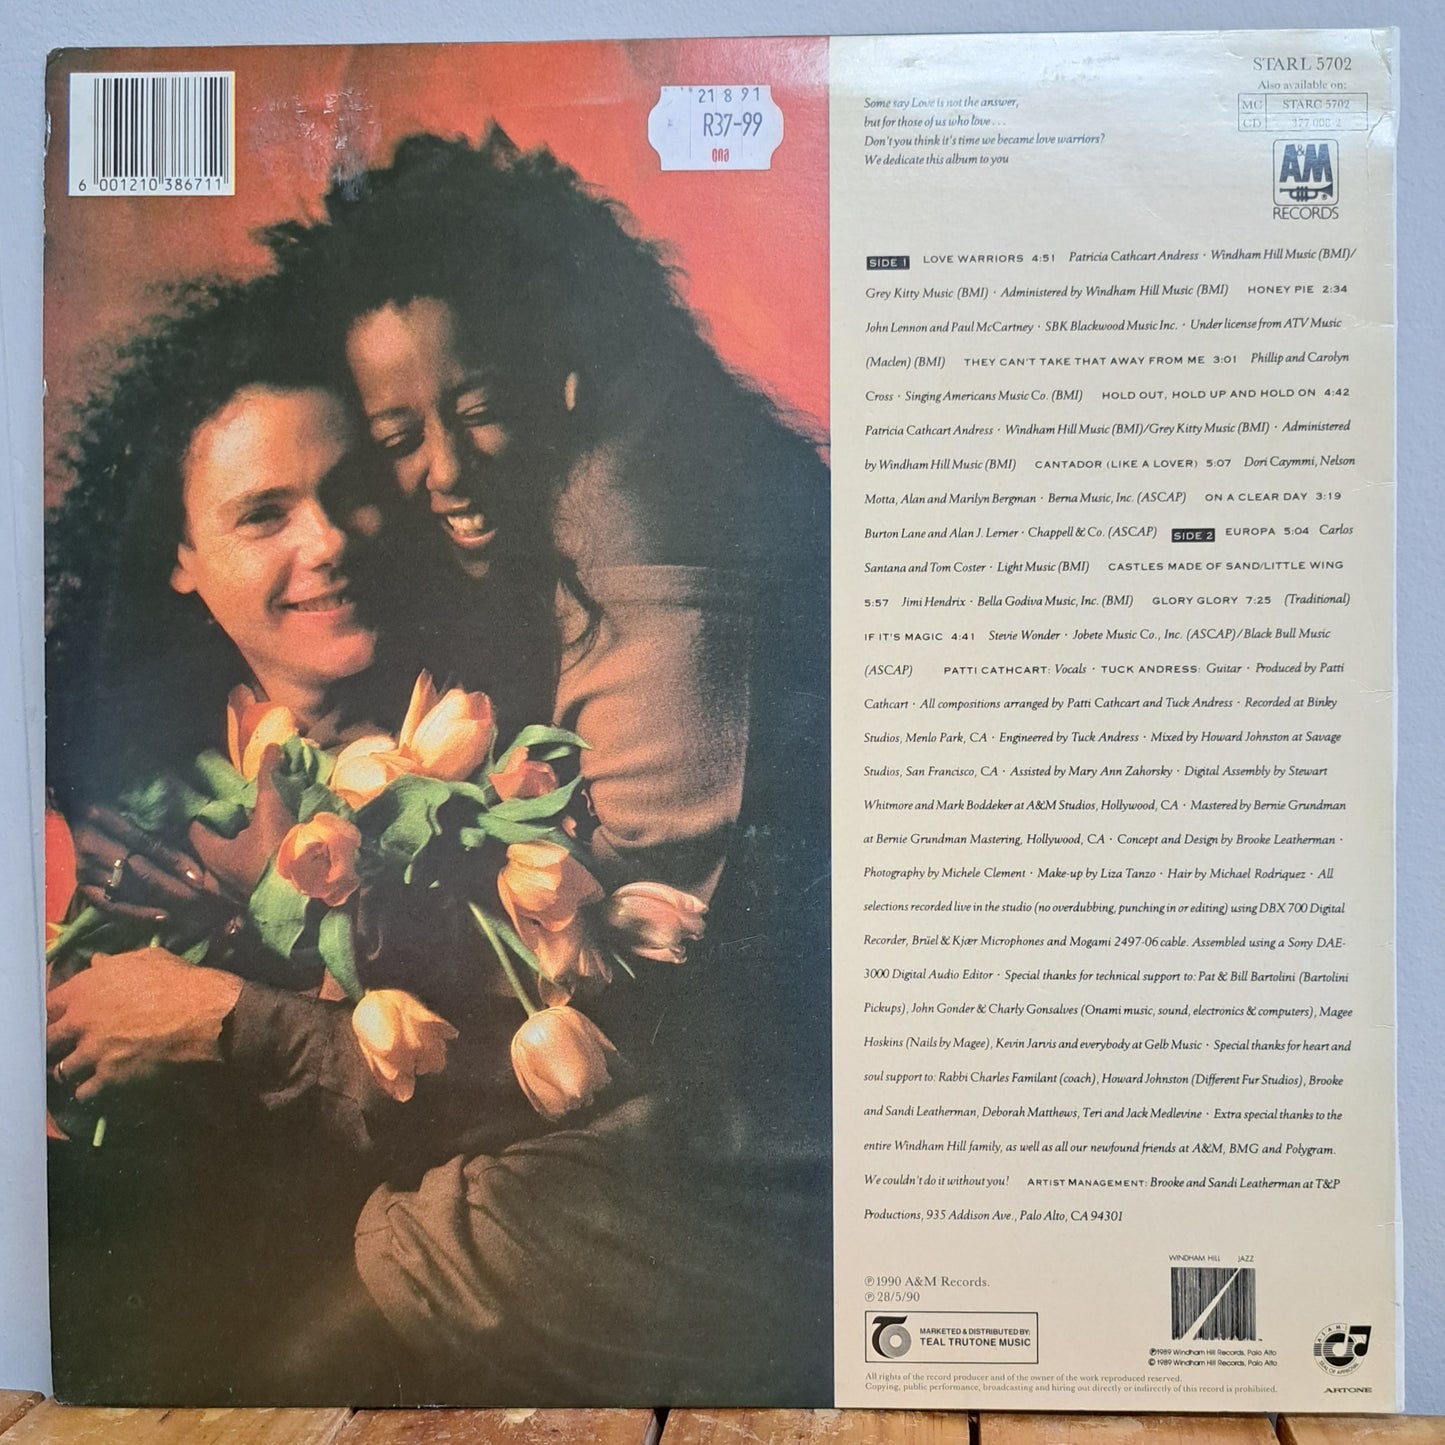 6 001210 386711
21 8 91
R37-99
STARL 5702
Also available on:
MC STARC 5702
CD 377 000-2
Some say Love is not the answer,
but for those of us who love . . .
Don't you think it's time we became love warriors?
We dedicate this album to you
A&M
RECORDS
SIDE 1 LOVE WARRIORS 4:51 Patricia Cathcart Andress · Windham Hill Music (BMI)/
Grey Kitty Music (BMI) · Administered by Windham Hill Music (BMI) HONEY PIE 2:34
John Lennon and Paul McCartney · SBK Blackwood Music Inc. · Under license from ATV Music
(Maclen) (BMI) THEY CAN'T TAKE THAT AWAY FROM ME 3:01 Phillip and Carolyn
Cross · Singing Americans Music Co. (BMI) HOLD OUT, HOLD UP AND HOLD ON 4:42
Patricia Cathcart Andress · Windham Hill Music (BMI)/Grey Kitty Music (BMI) · Administered
by Windham Hill Music (BMI) CANTADOR (LIKE A LOVER) 5:07 Dori Caymmi, Nelson
Motta, Alan and Marilyn Bergman · Berna Music, Inc. (ASCAP) ON A CLEAR DAY 3:19
Burton Lane and Alan J. Lerner · Chappell & Co. (ASCAP) SIDE 2 EUROPA 5:04 Carlos
Santana and Tom Coster · Light Music (BMI) CASTLES MADE OF SAND/LITTLE WING
5:57 Jimi Hendrix · Bella Godiva Music, Inc. (BMI) GLORY GLORY 7:25 (Traditional)
IF IT'S MAGIC 4:41 Stevie Wonder · Jobete Music Co., Inc. (ASCAP)/Black Bull Music
(ASCAP) PATTI CATHCART: Vocals · TUCK ANDRESS: Guitar · Produced by Patti
Cathcart · All compositions arranged by Patti Cathcart and Tuck Andress · Recorded at Binky
Studios, Menlo Park, CA · Engineered by Tuck Andress · Mixed by Howard Johnston at Savage
Studios, San Francisco, CA · Assisted by Mary Ann Zahorsky · Digital Assembly by Stewart
Whitmore and Mark Boddeker at A&M Studios, Hollywood, CA · Mastered by Bernie Grundman
at Bernie Grundman Mastering, Hollywood, CA · Concept and Design by Brooke Leatherman ·
Photography by Michele Clement · Make-up by Liza Tanzo · Hair by Michael Rodriquez · All
selections recorded live in the studio (no overdubbing, punching in or editing) using DBX 700 Digital
Recorder, Brüel & Kjær Microphones and Mogami 2497-06 cable. Assembled using a Sony DAE-
3000 Digital Audio Editor · Special thanks for technical support to: Pat & Bill Bartolini (Bartolini
Pickups), John Gonder & Charly Gonsalves (Onami music, sound, electronics & computers), Magee
Hoskins (Nails by Magee), Kevin Jarvis and everybody at Gelb Music · Special thanks for heart and
soul support to: Rabbi Charles Familant (coach), Howard Johnston (Different Fur Studios), Brooke
and Sandi Leatherman, Deborah Matthews, Teri and Jack Medlevine · Extra special thanks to the
entire Windham Hill family, as well as all our newfound friends at A&M, BMG and Polygram.
We couldn't do it without you! ARTIST MANAGEMENT: Brooke and Sandi Leatherman at T&P
Productions, 935 Addison Ave., Palo Alto, CA 94301
WINDHAM HILL JAZZ
℗ 1990 A&M Records.
℗ 28/5/90
MARKETED & DISTRIBUTED BY:
TEAL TRUTONE MUSIC
℗1989 Windham Hill Records, Palo Alto
© 1989 Windham Hill Records, Palo Alto
A.S.A.M.I.
SEAL OF APPROVAL
ARTONE
All rights of the record producer and of the owner of the work reproduced reserved.
Copying, public performance, broadcasting and hiring out directly or indirectly of this record is prohibited.